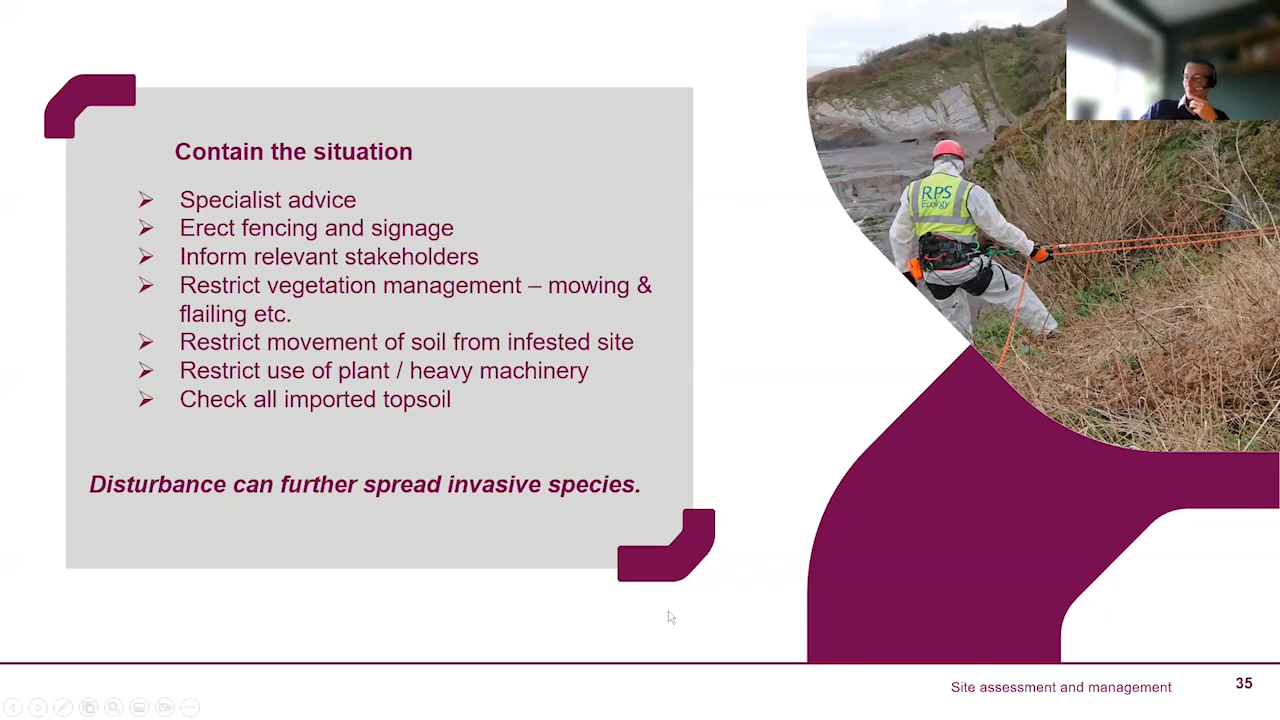 Contain the situation
Specialist advice
Erect fencing and signage
Inform relevant stakeholders
Restrict vegetation management – mowing &
flailing etc.
Restrict movement of soil from infested site
Restrict use of plant / heavy machinery
Check all imported topsoil
Disturbance can further spread invasive species.
RPS
Ecology
Site assessment and management
35